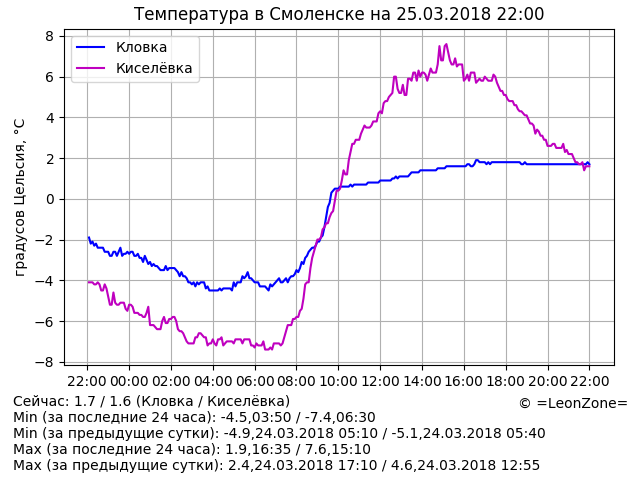 Температура в Смоленске на 25.03.2018 22:00
Кловка
Киселёвка
градусов Цельсия, °C
8
6
4
2
0
−2
−4
−6
−8
22:00 00:00 02:00 04:00 06:00 08:00 10:00 12:00 14:00 16:00 18:00 20:00 22:00
Сейчас: 1.7 / 1.6 (Кловка / Киселёвка)
© =LeonZone=
Min (за последние 24 часа): -4.5,03:50 / -7.4,06:30
Min (за предыдущие сутки): -4.9,24.03.2018 05:10 / -5.1,24.03.2018 05:40
Max (за последние 24 часа): 1.9,16:35 / 7.6,15:10
Max (за предыдущие сутки): 2.4,24.03.2018 17:10 / 4.6,24.03.2018 12:55